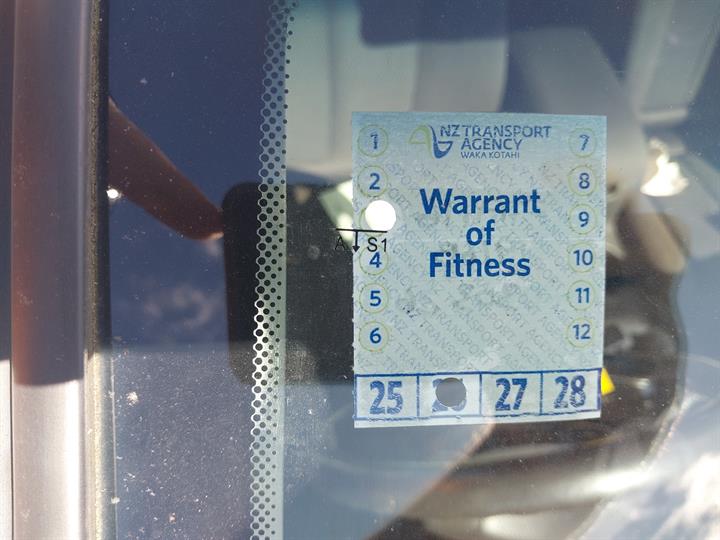 NZ TRANSPORT
AGENCY
WAKA KOTAHI
Warrant
of
Fitness
1
2
4
5
6
7
8
9
10
11
12
A S1
25 27 28